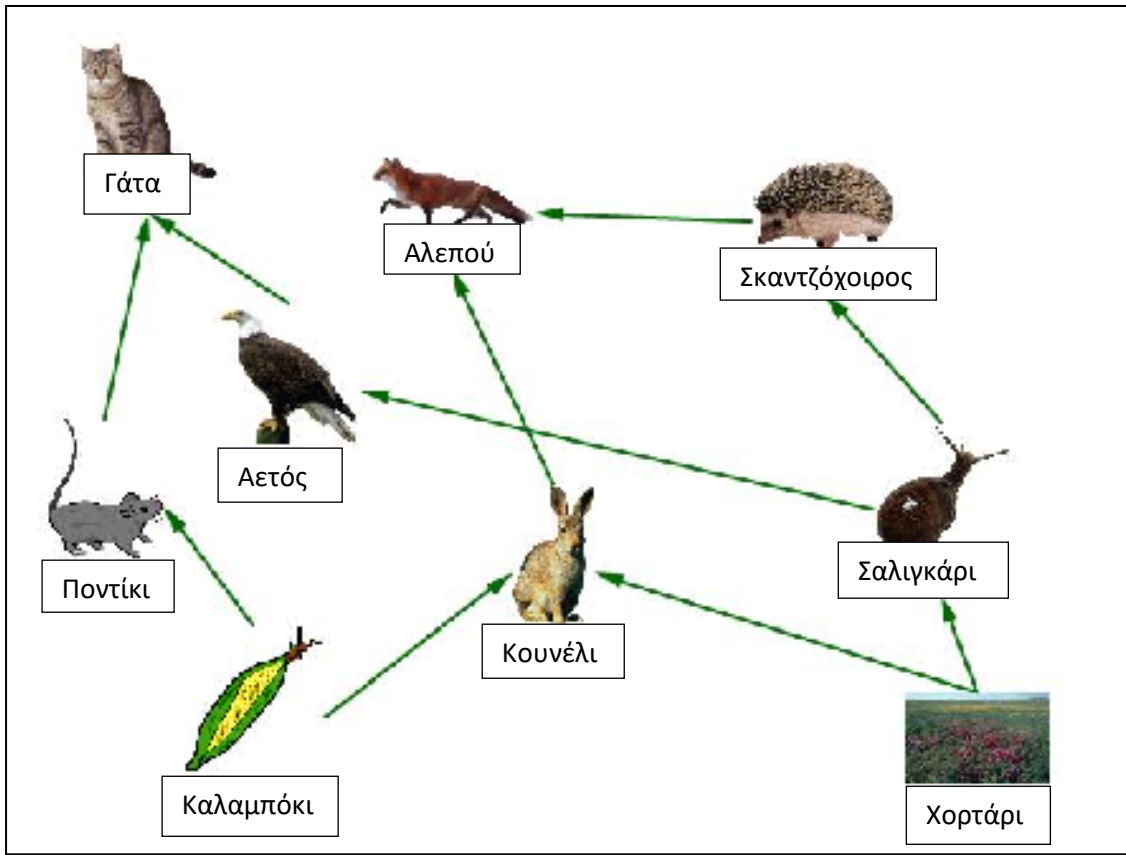 Γάτα
Αλεπού
Σκαντζόχοιρος
Αετός
Ποντίκι
Σαλιγκάρι
Κουνέλι
Καλαμπόκι
Χορτάρι